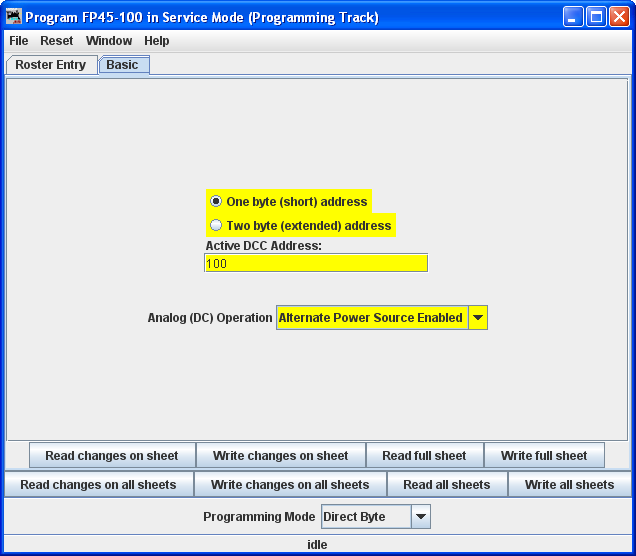 Program FP45-100 in Service Mode (Programming Track)
File Reset Window Help
Roster Entry Basic
One byte (short) address
Two byte (extended) address
Active DCC Address:
100
Analog (DC) Operation Alternate Power Source Enabled
Read changes on sheet Write changes on sheet Read full sheet Write full sheet
Read changes on all sheets Write changes on all sheets Read all sheets Write all sheets
Programming Mode Direct Byte
idle